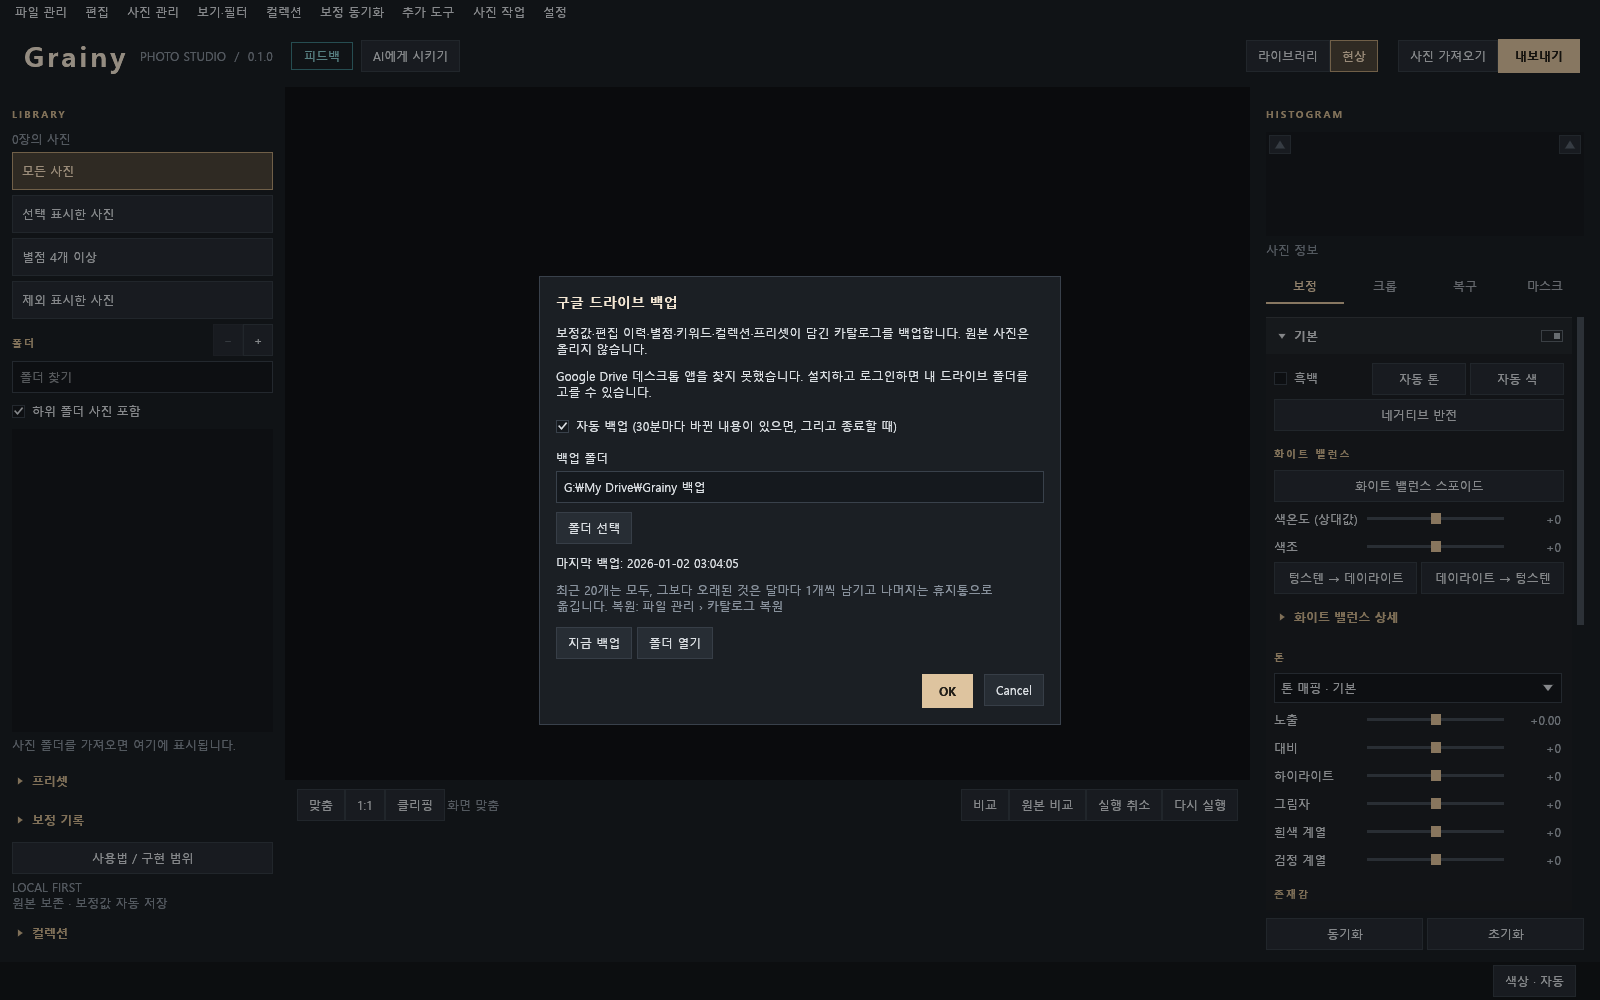 파일 관리 편집 사진 관리 보기·필터 컬렉션 보정 동기화 추가 도구 사진 작업 설정
Grainy PHOTO STUDIO / 0.1.0 피드백 AI에게 시키기 라이브러리 현상 사진 가져오기 내보내기
LIBRARY
0장의 사진
모든 사진
선택 표시한 사진
별점 4개 이상
제외 표시한 사진
폴더 − +
폴더 찾기
하위 폴더 사진 포함
사진 폴더를 가져오면 여기에 표시됩니다.
프리셋
보정 기록
사용법 / 구현 범위
LOCAL FIRST
원본 보존 · 보정값 자동 저장
컬렉션
구글 드라이브 백업
보정값·편집 이력·별점·키워드·컬렉션·프리셋이 담긴 카탈로그를 백업합니다. 원본 사진은
올리지 않습니다.
Google Drive 데스크톱 앱을 찾지 못했습니다. 설치하고 로그인하면 내 드라이브 폴더를
고를 수 있습니다.
자동 백업 (30분마다 바뀐 내용이 있으면, 그리고 종료할 때)
백업 폴더
G:₩My Drive₩Grainy 백업
폴더 선택
마지막 백업: 2026-01-02 03:04:05
최근 20개는 모두, 그보다 오래된 것은 달마다 1개씩 남기고 나머지는 휴지통으로
옮깁니다. 복원: 파일 관리 › 카탈로그 복원
지금 백업 폴더 열기
OK Cancel
맞춤 1:1 클리핑 화면 맞춤 비교 원본 비교 실행 취소 다시 실행
HISTOGRAM
사진 정보
보정 크롭 복구 마스크
기본
흑백 자동 톤 자동 색
네거티브 반전
화이트 밸런스
화이트 밸런스 스포이드
색온도 (상대값) +0
색조 +0
텅스텐 → 데이라이트 데이라이트 → 텅스텐
화이트 밸런스 상세
톤
톤 매핑 · 기본
노출 +0.00
대비 +0
하이라이트 +0
그림자 +0
흰색 계열 +0
검정 계열 +0
존재감
동기화 초기화
색상 · 자동